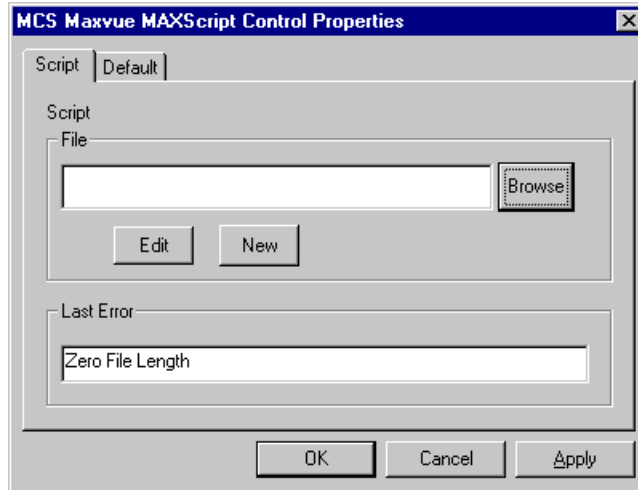 MCS Maxvue MAXScript Control Properties
Script Default
Script
File
Browse
Edit New
Last Error
Zero File Length
OK Cancel Apply